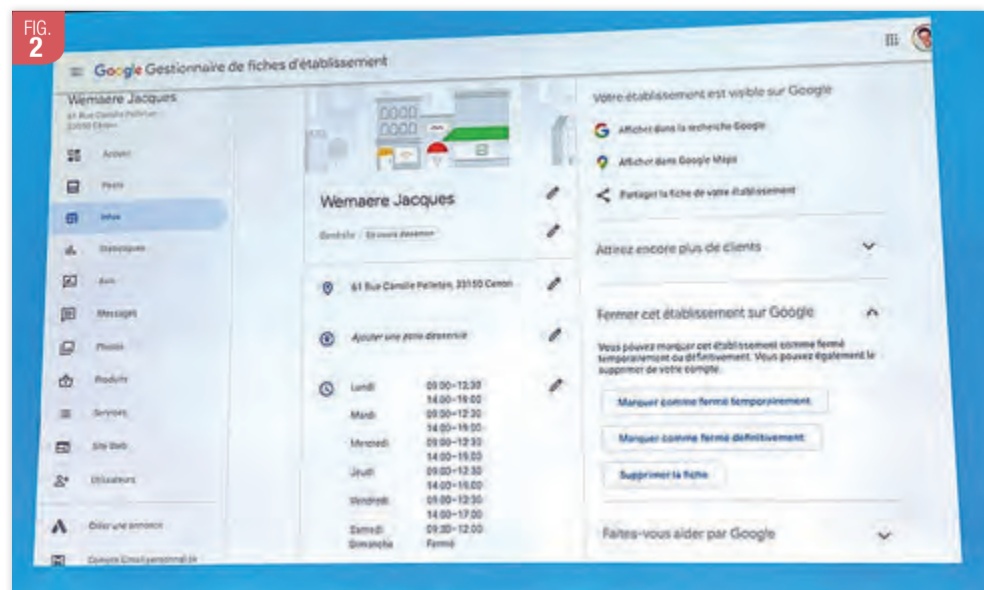 FIG.
2
Google Gestionnaire de fiches d'établissement
Wemaere Jacques
61 Rue Camille Pelletan
33150 Cenon
Accueil
Posts
Infos
Statistiques
Avis
Messages
Photos
Produits
Services
Site Web
Utilisateurs
Créer une annonce
Wemaere Jacques
Dentiste
61 Rue Camille Pelletan, 33150 Cenon
Ajouter une zone desservie
Lundi 09:00–12:30
14:00–19:00
Mardi 09:00–12:30
14:00–19:00
Mercredi 09:00–12:30
14:00–19:00
Jeudi 09:00–12:30
14:00–19:00
Vendredi 09:00–12:30
14:00–17:00
Samedi 09:30–12:00
Dimanche Fermé
Votre établissement est visible sur Google
Afficher dans la recherche Google
Afficher dans Google Maps
Partager la fiche de votre établissement
Attirez encore plus de clients
Fermer cet établissement sur Google
Vous pouvez marquer cet établissement comme fermé
temporairement ou définitivement. Vous pouvez également le
supprimer de votre compte.
Marquer comme fermé temporairement
Marquer comme fermé définitivement
Supprimer la fiche
Faites-vous aider par Google